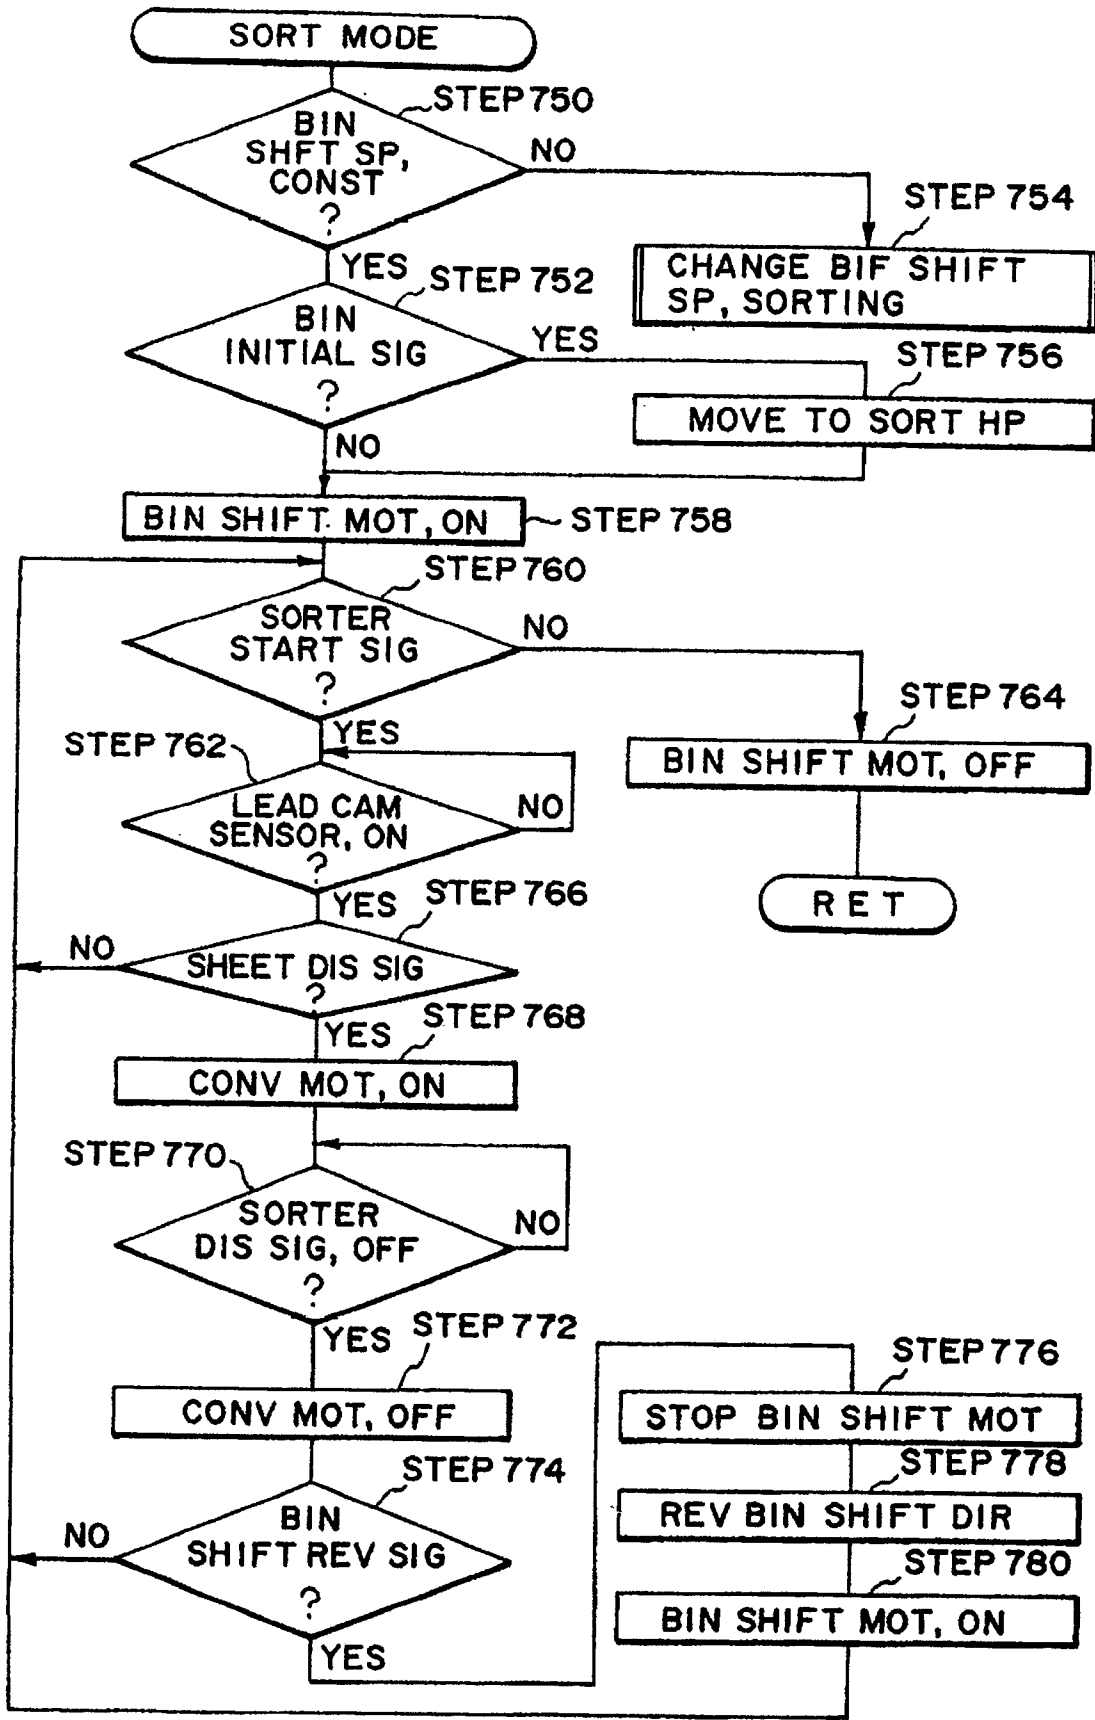 SORT MODE
STEP 750
BIN
SHFT SP,
CONST
?
NO
YES
STEP 754
CHANGE BIF SHIFT
SP, SORTING
STEP 752
BIN
INITIAL SIG
?
YES
NO
STEP 756
MOVE TO SORT HP
BIN SHIFT MOT, ON
STEP 758
STEP 760
SORTER
START SIG
?
NO
YES
STEP 764
BIN SHIFT MOT, OFF
RET
STEP 762
LEAD CAM
SENSOR, ON
?
NO
YES
STEP 766
SHEET DIS SIG
?
NO
YES
STEP 768
CONV MOT, ON
STEP 770
SORTER
DIS SIG, OFF
?
NO
YES
STEP 772
CONV MOT, OFF
STEP 774
BIN
SHIFT REV SIG
?
NO
YES
STEP 776
STOP BIN SHIFT MOT
STEP 778
REV BIN SHIFT DIR
STEP 780
BIN SHIFT MOT, ON